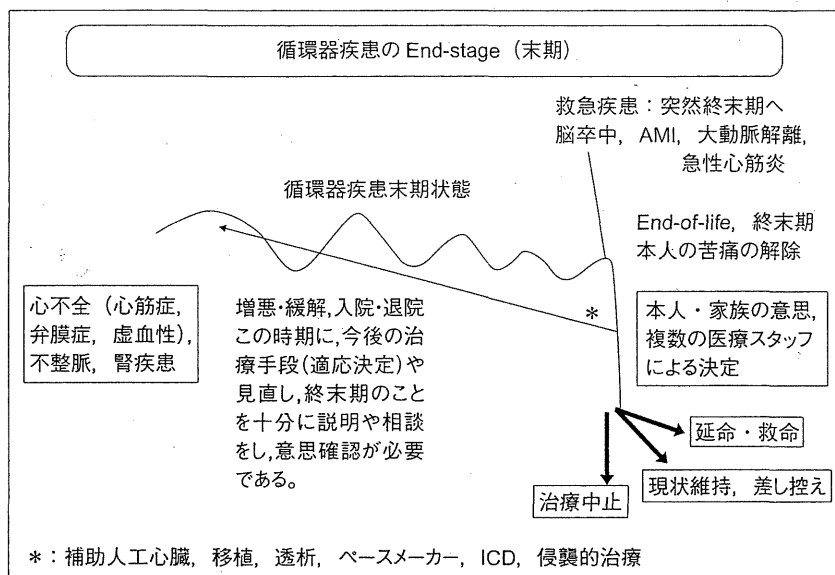 循環器疾患の End-stage（末期）
救急疾患：突然終末期へ
脳卒中，AMI，大動脈解離，
急性心筋炎
循環器疾患末期状態
End-of-life，終末期
本人の苦痛の解除
心不全（心筋症，
弁膜症，虚血性），
不整脈，腎疾患
増悪・緩解，入院・退院
この時期に，今後の治
療手段（適応決定）や
見直し，終末期のこと
を十分に説明や相談
をし，意思確認が必要
である。
*
本人・家族の意思，
複数の医療スタッフ
による決定
延命・救命
現状維持，差し控え
治療中止
*：補助人工心臓，移植，透析，ペースメーカー，ICD，侵襲的治療